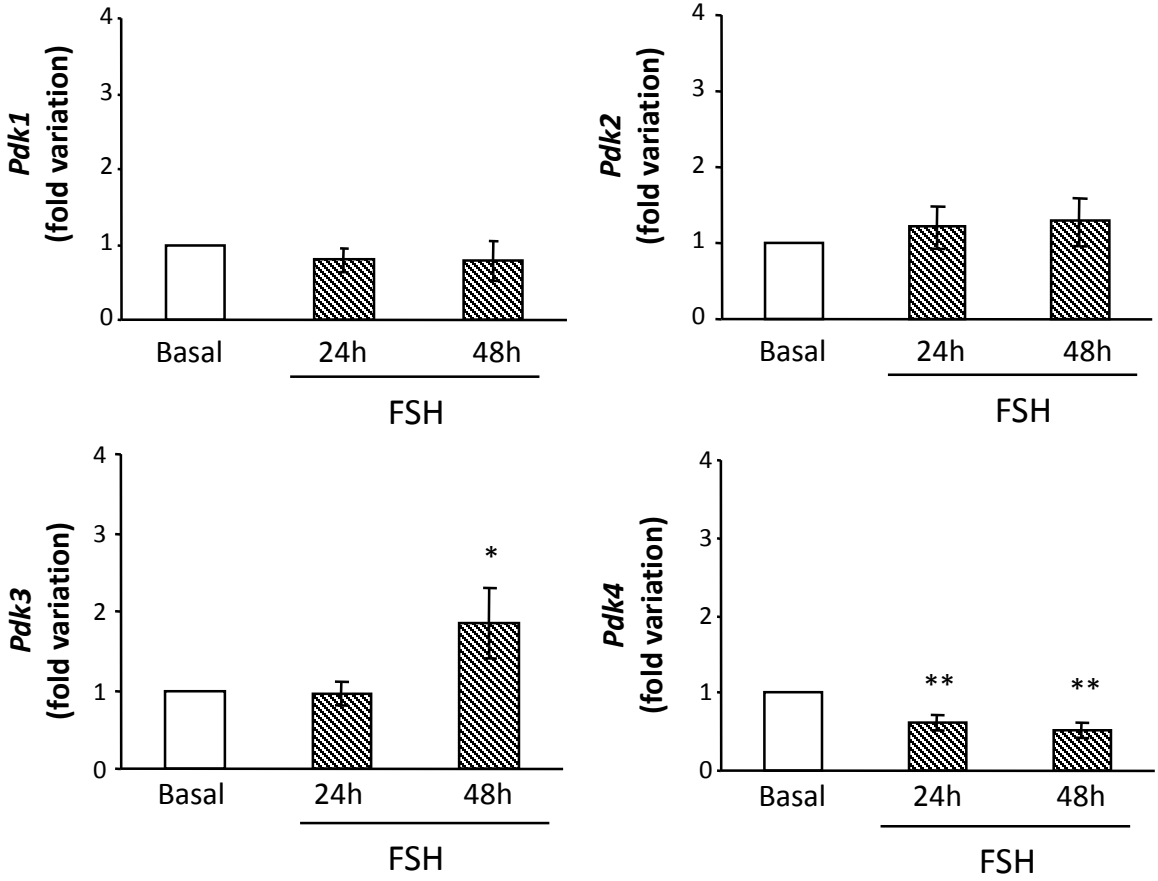 Pdk1
(fold variation)
4
3
2
1
0
Basal 24h 48h
FSH
Pdk2
(fold variation)
4
3
2
1
0
Basal 24h 48h
FSH
Pdk3
(fold variation)
4
3
2
1
0
*
Basal 24h 48h
FSH
Pdk4
(fold variation)
4
3
2
1
0
** **
Basal 24h 48h
FSH